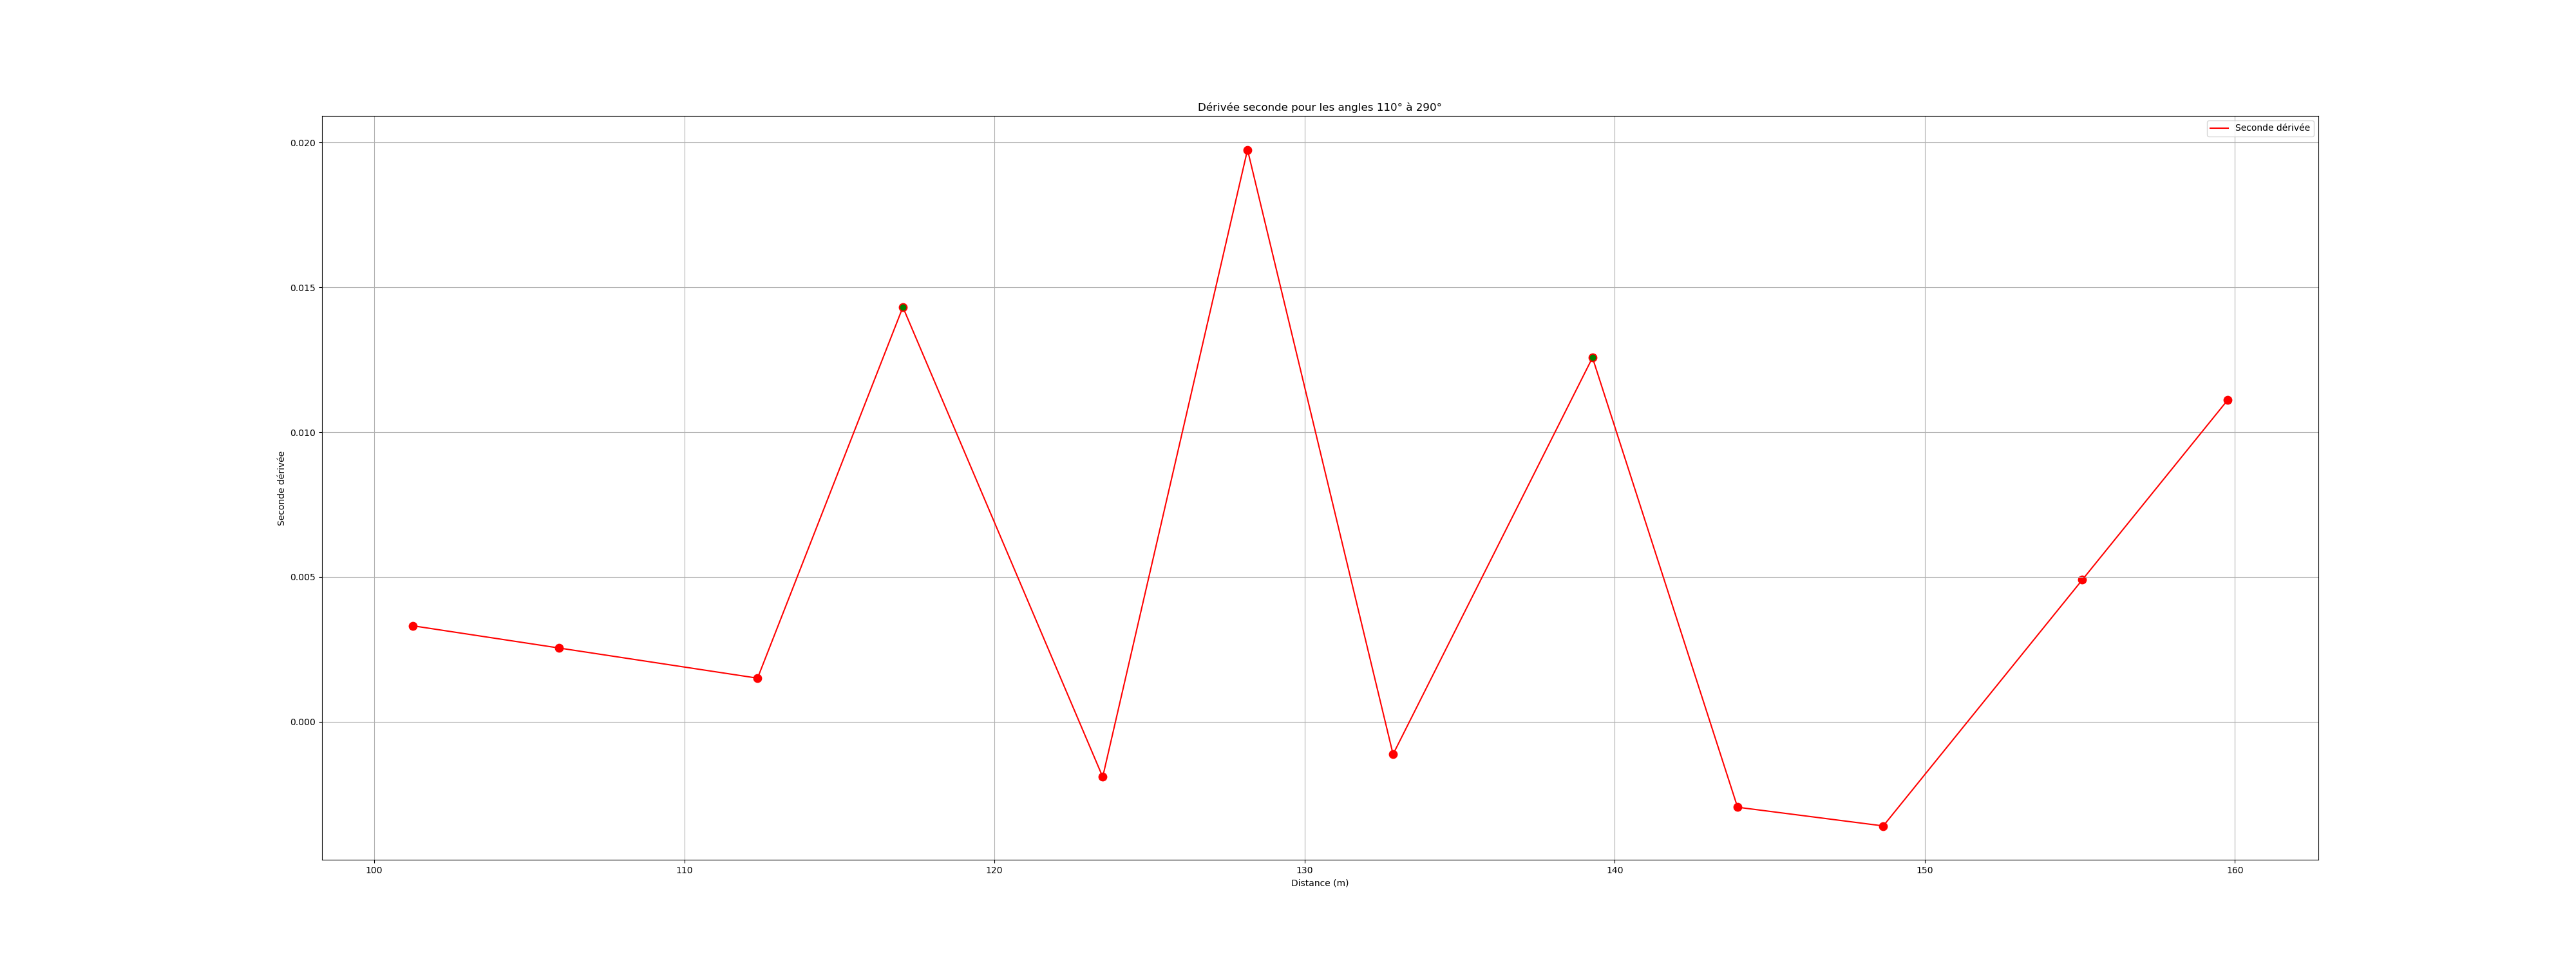 Dérivée seconde pour les angles 110° à 290°
Seconde dérivée
0.020
0.015
0.010
0.005
0.000
Seconde dérivée
100 110 120 130 140 150 160
Distance (m)